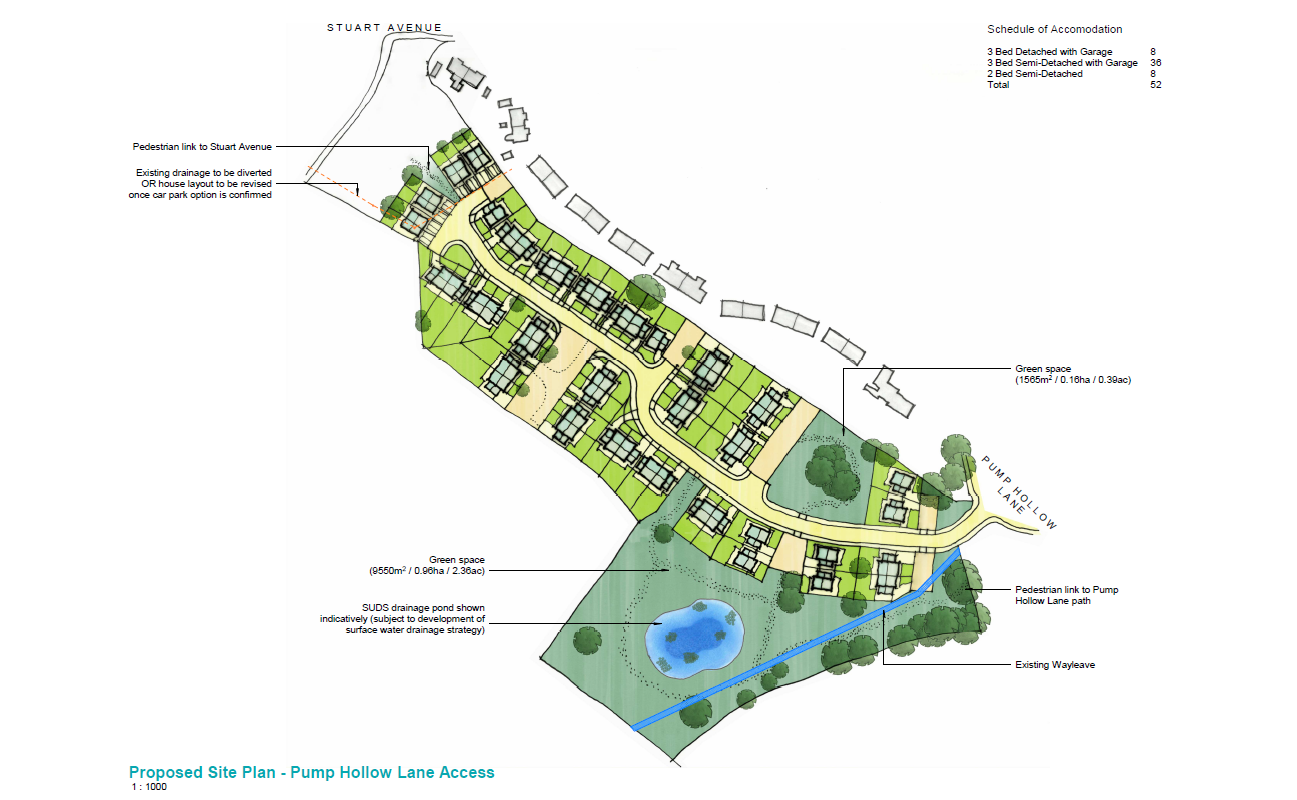 STUART AVENUE
Schedule of Accomodation
3 Bed Detached with Garage 8
3 Bed Semi-Detached with Garage 36
2 Bed Semi-Detached 8
Total 52
Pedestrian link to Stuart Avenue
Existing drainage to be diverted
OR house layout to be revised
once car park option is confirmed
Green space
(1565m² / 0.16ha / 0.39ac)
PUMP HOLLOW
LANE
Green space
(9550m² / 0.96ha / 2.36ac)
SUDS drainage pond shown
indicatively (subject to development of
surface water drainage strategy)
Pedestrian link to Pump
Hollow Lane path
Existing Wayleave
Proposed Site Plan - Pump Hollow Lane Access
1 : 1000